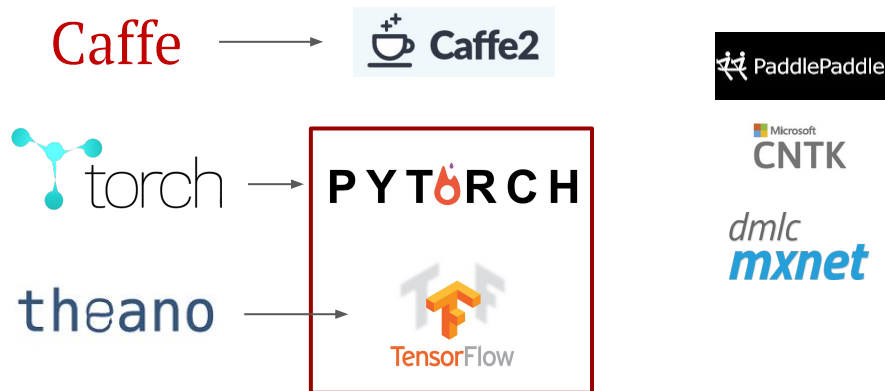 Caffe
Caffe2
PaddlePaddle
torch
PYTORCH
Microsoft
CNTK
dmlc
mxnet
theano
TensorFlow